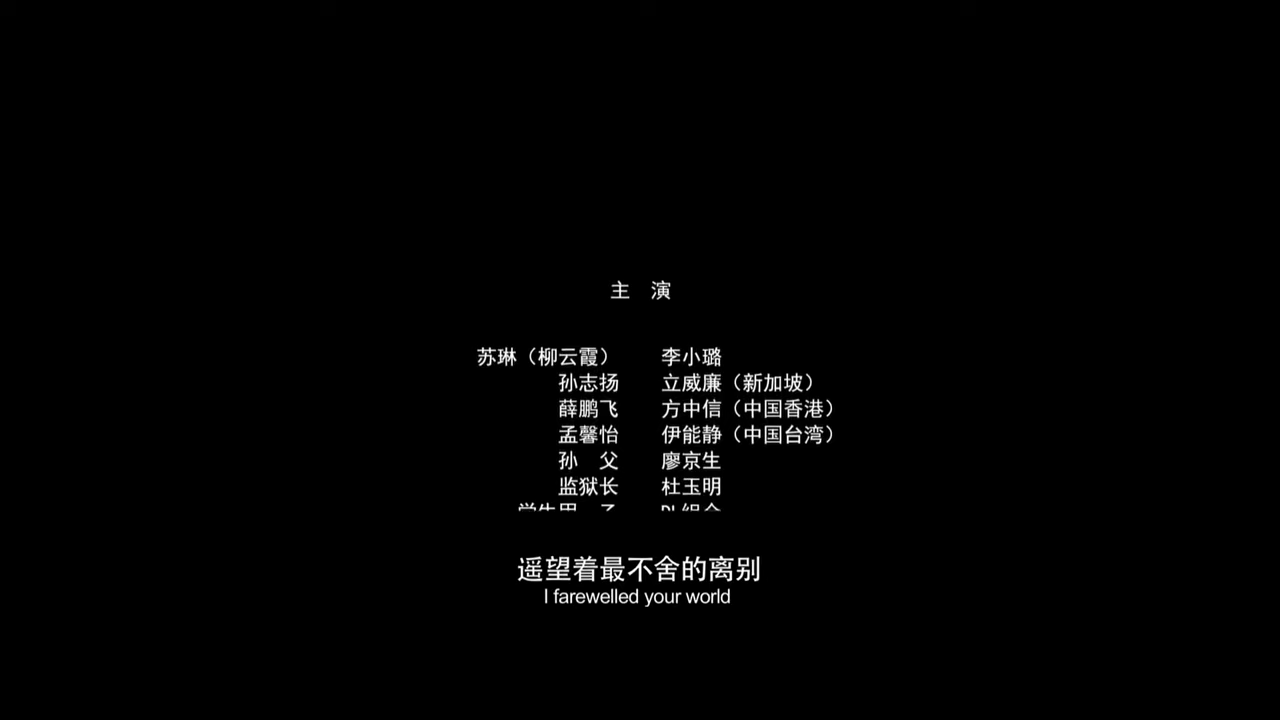 主 演
苏琳（柳云霞） 李小璐
孙志扬 立威廉（新加坡）
薛鹏飞 方中信（中国香港）
孟馨怡 伊能静（中国台湾）
孙 父 廖京生
监狱长 杜玉明
遥望着最不舍的离别
I farewelled your world